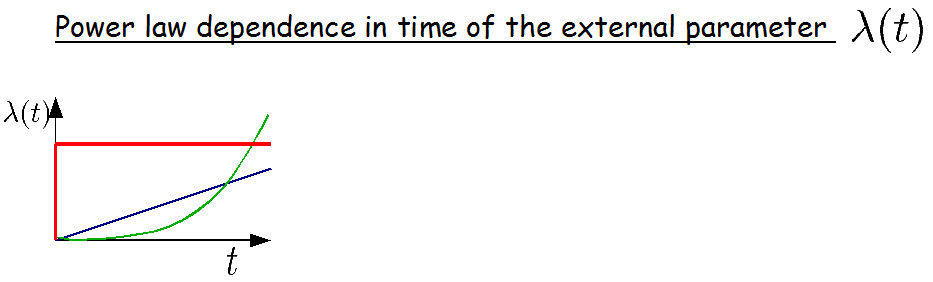 Power law dependence in time of the external parameter λ(t)
λ(t)
t